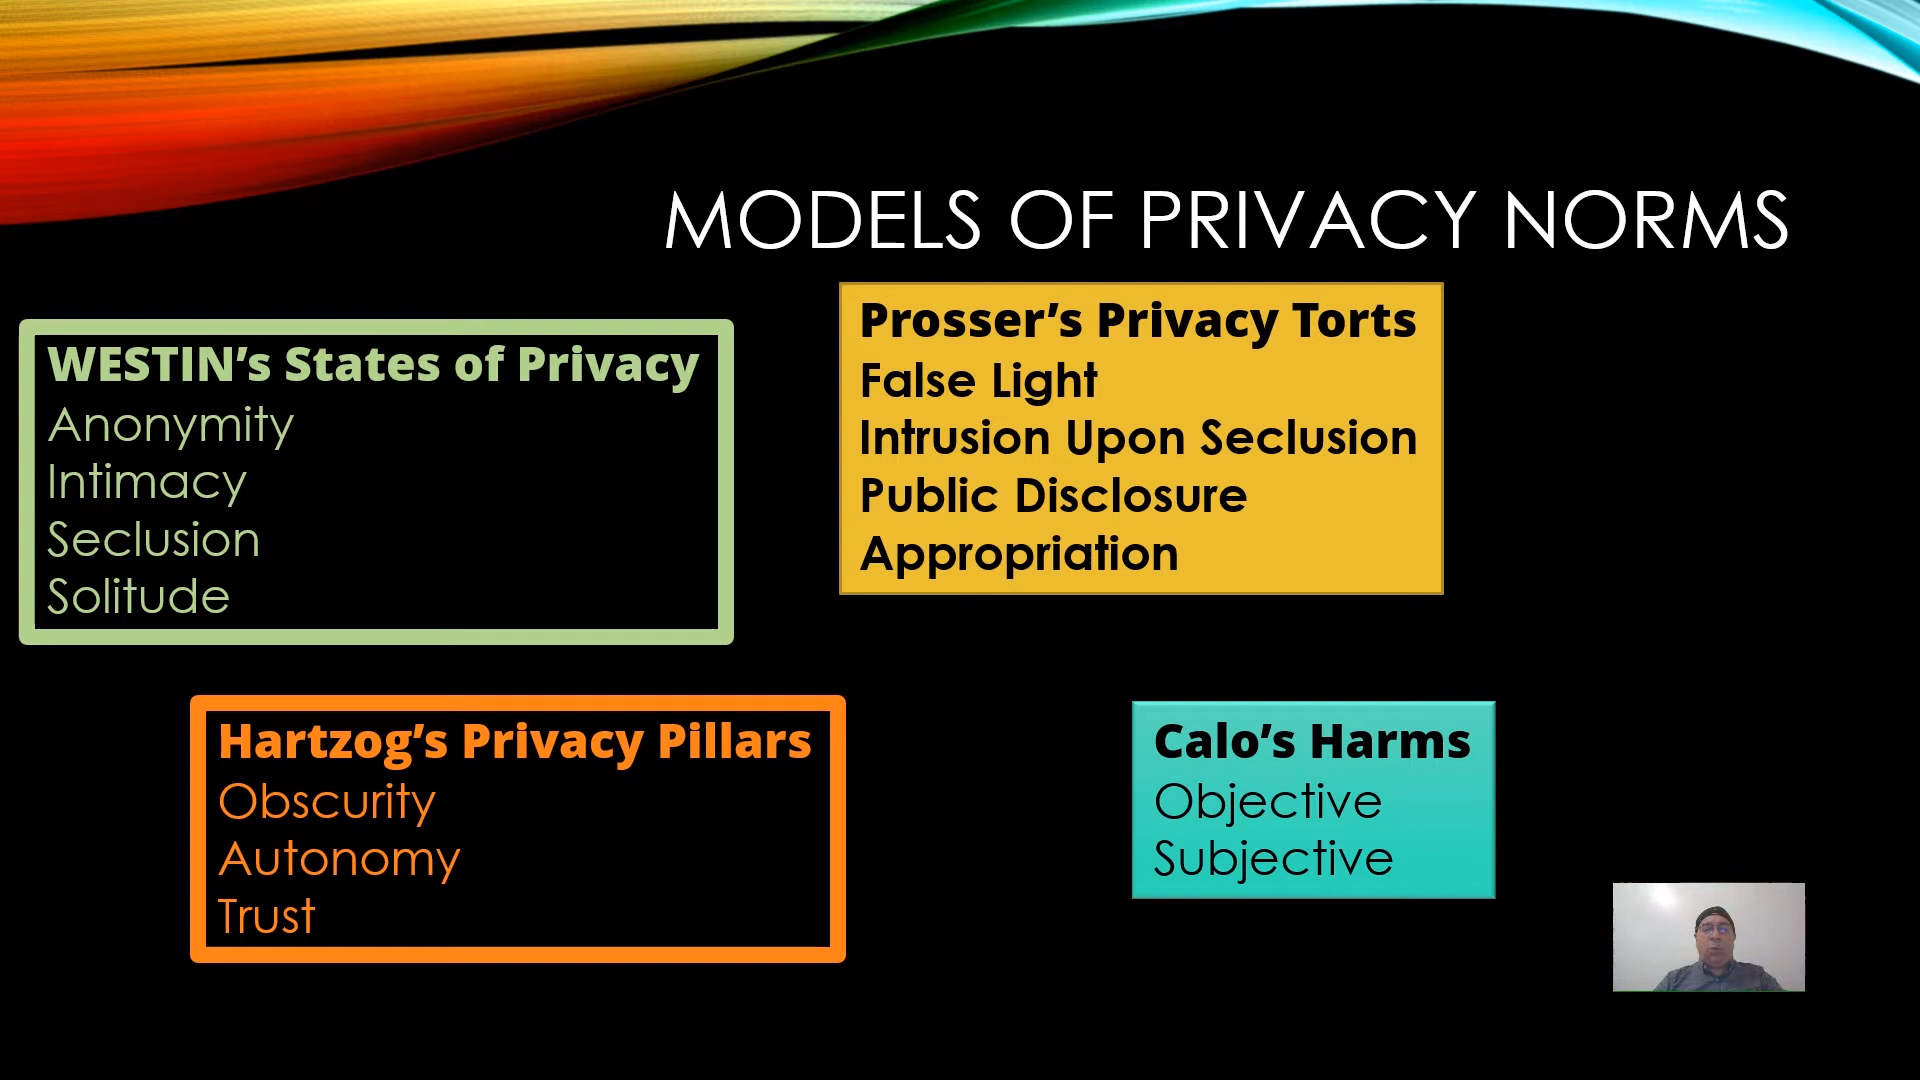 MODELS OF PRIVACY NORMS
WESTIN’s States of Privacy
Anonymity
Intimacy
Seclusion
Solitude
Prosser’s Privacy Torts
False Light
Intrusion Upon Seclusion
Public Disclosure
Appropriation
Hartzog’s Privacy Pillars
Obscurity
Autonomy
Trust
Calo’s Harms
Objective
Subjective